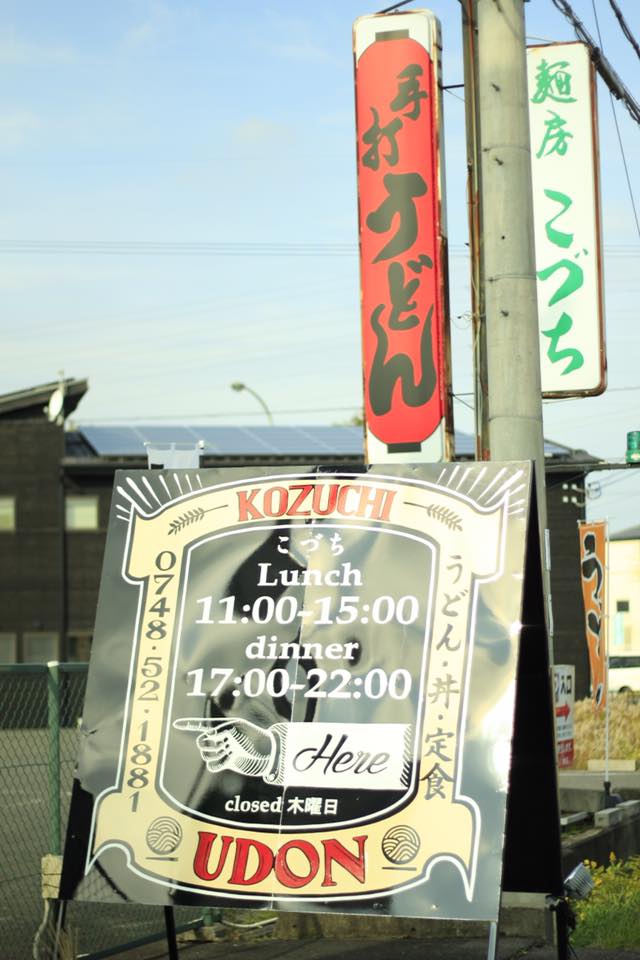 手打うどん
麺房 こづち
KOZUCHI
こづち
Lunch
11:00-15:00
dinner
17:00-22:00
Here
closed 木曜日
UDON
0748・52・1881
うどん・丼・定食
入口